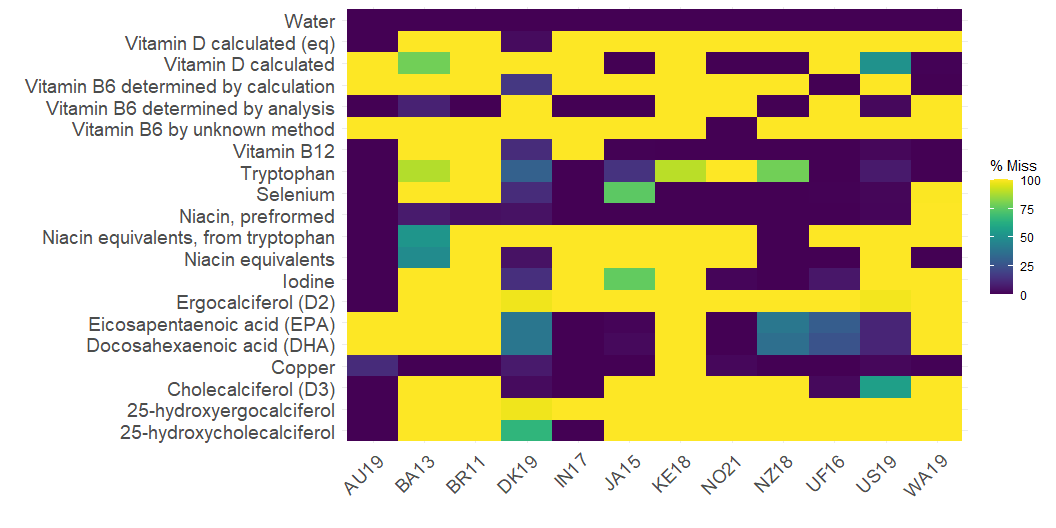 Water
Vitamin D calculated (eq)
Vitamin D calculated
Vitamin B6 determined by calculation
Vitamin B6 determined by analysis
Vitamin B6 by unknown method
Vitamin B12
Tryptophan
Selenium
Niacin, prefrormed
Niacin equivalents, from tryptophan
Niacin equivalents
Iodine
Ergocalciferol (D2)
Eicosapentaenoic acid (EPA)
Docosahexaenoic acid (DHA)
Copper
Cholecalciferol (D3)
25-hydroxyergocalciferol
25-hydroxycholecalciferol
AU19 BA13 BR11 DK19 IN17 JA15 KE18 NO21 NZ18 UF16 US19 WA19
% Miss
100
75
50
25
0